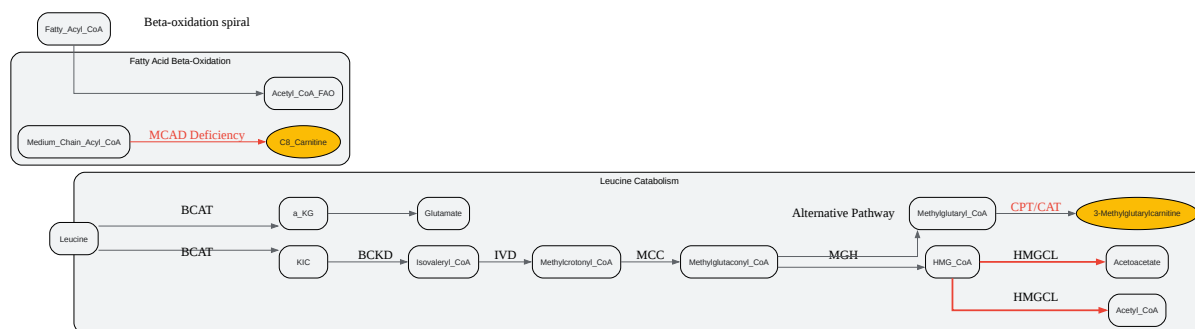 Fatty_Acyl_CoA
Beta-oxidation spiral
Fatty Acid Beta-Oxidation
Acetyl_CoA_FAO
Medium_Chain_Acyl_CoA
MCAD Deficiency
C8_Carnitine
Leucine Catabolism
Leucine
BCAT
a_KG
Glutamate
Alternative Pathway
Methylglutaryl_CoA
CPT/CAT
3-Methylglutarylcarnitine
BCAT
KIC
BCKD
Isovaleryl_CoA
IVD
Methylcrotonyl_CoA
MCC
Methylglutaconyl_CoA
MGH
HMG_CoA
HMGCL
Acetoacetate
HMGCL
Acetyl_CoA